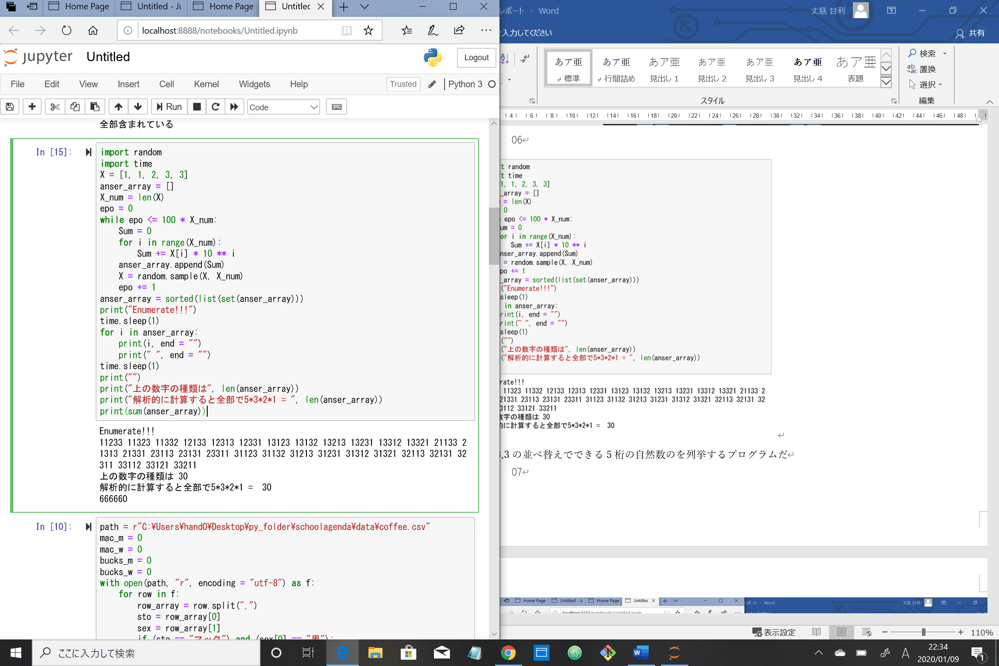 Home Page
Untitled - Ju
Home Page
Untitled
localhost:8888/notebooks/Untitled.ipynb
jupyter Untitled
Logout
File Edit View Insert Cell Kernel Widgets Help
Trusted
Python 3
Run
Code
全部含まれている
In [15]:
import random
import time
X = [1, 1, 2, 3, 3]
anser_array = []
X_num = len(X)
epo = 0
while epo <= 100 * X_num:
    Sum = 0
    for i in range(X_num):
        Sum += X[i] * 10 ** i
    anser_array.append(Sum)
    X = random.sample(X, X_num)
    epo += 1
anser_array = sorted(list(set(anser_array)))
print("Enumerate!!!")
time.sleep(1)
for i in anser_array:
    print(i, end = "")
    print(" ", end = "")
time.sleep(1)
print("")
print("上の数字の種類は", len(anser_array))
print("解析的に計算すると全部で5*3*2*1 = ", len(anser_array))
print(sum(anser_array))
Enumerate!!!
11233 11323 11332 12133 12313 12331 13123 13132 13213 13231 13312 13321 21133 2
1313 21331 23113 23131 23311 31123 31132 31213 31231 31312 31321 32113 32131 32
311 33112 33121 33211
上の数字の種類は 30
解析的に計算すると全部で5*3*2*1 =  30
666660
In [10]:
path = r"C:¥Users¥hand0¥Desktop¥py_folder¥schoolagenda¥data¥coffee.csv"
mac_m = 0
mac_w = 0
bucks_m = 0
bucks_w = 0
with open(path, "r", encoding = "utf-8") as f:
    for row in f:
        row_array = row.split(",")
        sto = row_array[0]
        sex = row_array[1]
        if (sto == "マック") and (sex[0] == "男"):
レポート - Word
丈慈 甘利
を入力してください
共有
あア亜 あア亜 あア亜 あア亜 あア亜 あア亜 あア亜
標準 行間詰め 見出し 1 見出し 2 見出し 3 見出し 4 表題
スタイル
検索
置換
選択
編集
4 6 8 10 12 14 16 18 20 22 24 26 28 30 32 34 36 38 40 42 44 46 48
06
t random
t time
1, 1, 2, 3, 3]
_array = []
= len(X)
0
epo <= 100 * X_num:
um = 0
or i in range(X_num):
Sum += X[i] * 10 ** i
nser_array.append(Sum)
= random.sample(X, X_num)
po += 1
_array = sorted(list(set(anser_array)))
("Enumerate!!!")
sleep(1)
in anser_array:
rint(i, end = "")
rint(" ", end = "")
sleep(1)
("")
("上の数字の種類は", len(anser_array))
("解析的に計算すると全部で5*3*2*1 = ", len(anser_array))
rate!!!
11323 11332 12133 12313 12331 13123 13132 13213 13231 13312 13321 21133 2
21331 23113 23131 23311 31123 31132 31213 31231 31312 31321 32113 32131 32
3112 33121 33211
数字の種類は 30
的に計算すると全部で5*3*2*1 =  30
3,3 の並べ替えでできる 5 桁の自然数のを列挙するプログラムだ
07
Home Page
Untitled - Ju
Home Page
Untitled
レポート - Word
丈慈 甘利
localhost:8888/notebooks/Untitled.ipynb
表示設定
110%
ここに入力して検索
A
22:34
2020/01/09
1